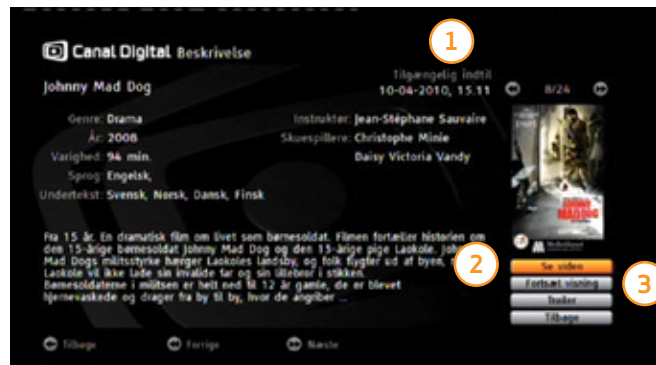 1
Canal Digital Beskrivelse
Tilgængelig indtil
Johnny Mad Dog
10-04-2010, 15.11
8/24
Genre: Drama
Instruktør: Jean-Stéphane Sauvaire
År: 2008
Skuespillere: Christophe Minie
Varighed: 94 min.
Daisy Victoria Vandy
Sprog: Engelsk,
Undertekst: Svensk, Norsk, Dansk, Finsk
JOHNNY
MAD DOG
Fra 15 år. En dramatisk film om livet som børnesoldat. Filmen fortæller historien om
den 15-årige børnesoldat Johnny Mad Dog og den 15-årige pige Laokole.
Mad Dogs militsstyrke hærger Laokoles landsby, og folk flygter ud af byen,
Laokole vil ikke lade sin invalide far og sin lillebror i stikken.
Børnesoldaterne i militsen er helt ned til 12 år gamle, de er blevet
hjernevaskede og drager fra by til by, hvor de angriber ...
2
Se video
Fortsæt visning
3
Trailer
Tilbage
Tilbage
Forrige
Næste